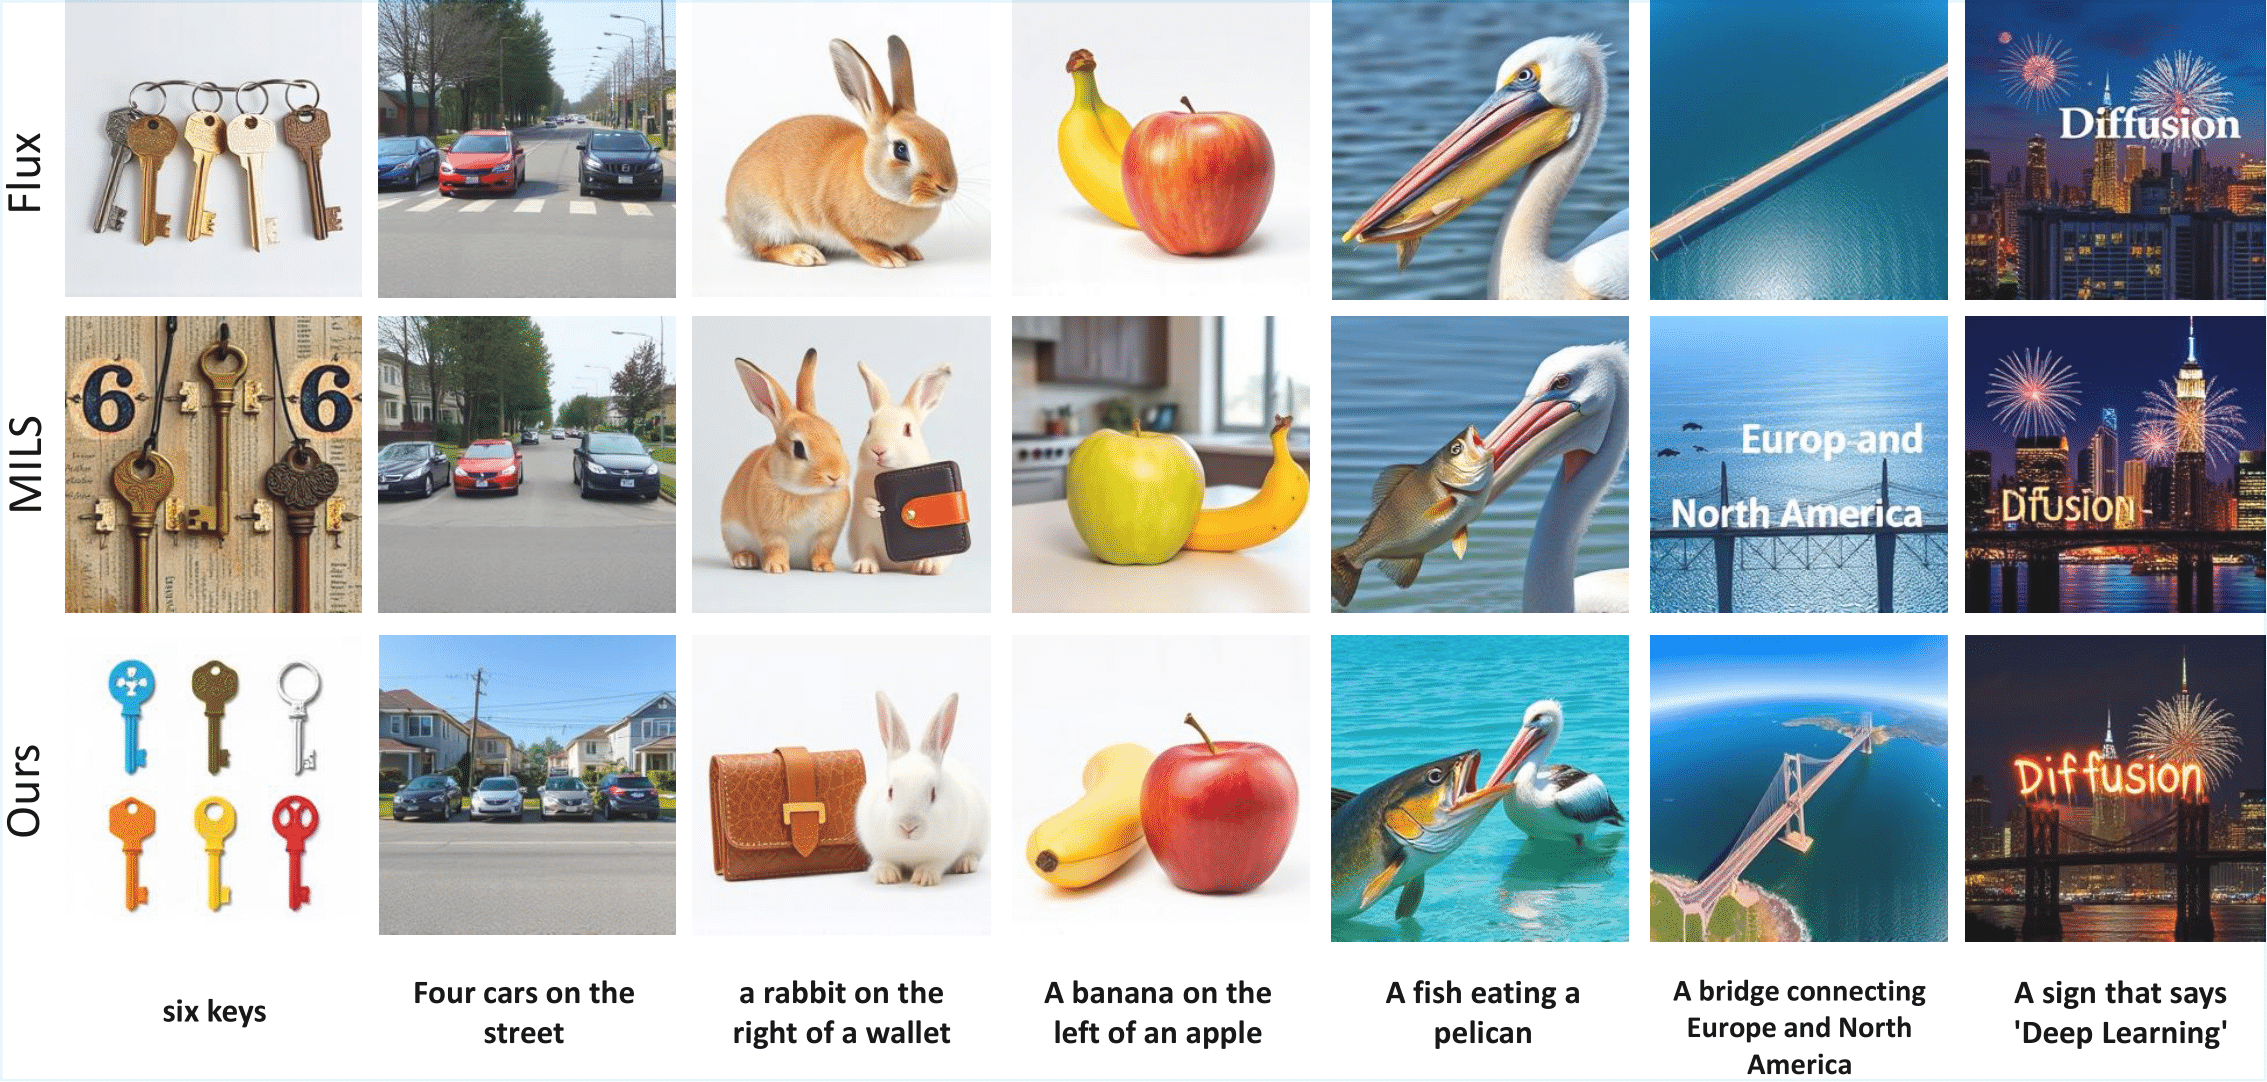 Flux
Diffusion
MILS
6
6
Europ and
North America
-Difusion-
Ours
Diffusion
six keys
Four cars on the
street
a rabbit on the
right of a wallet
A banana on the
left of an apple
A fish eating a
pelican
A bridge connecting
Europe and North
America
A sign that says
'Deep Learning'